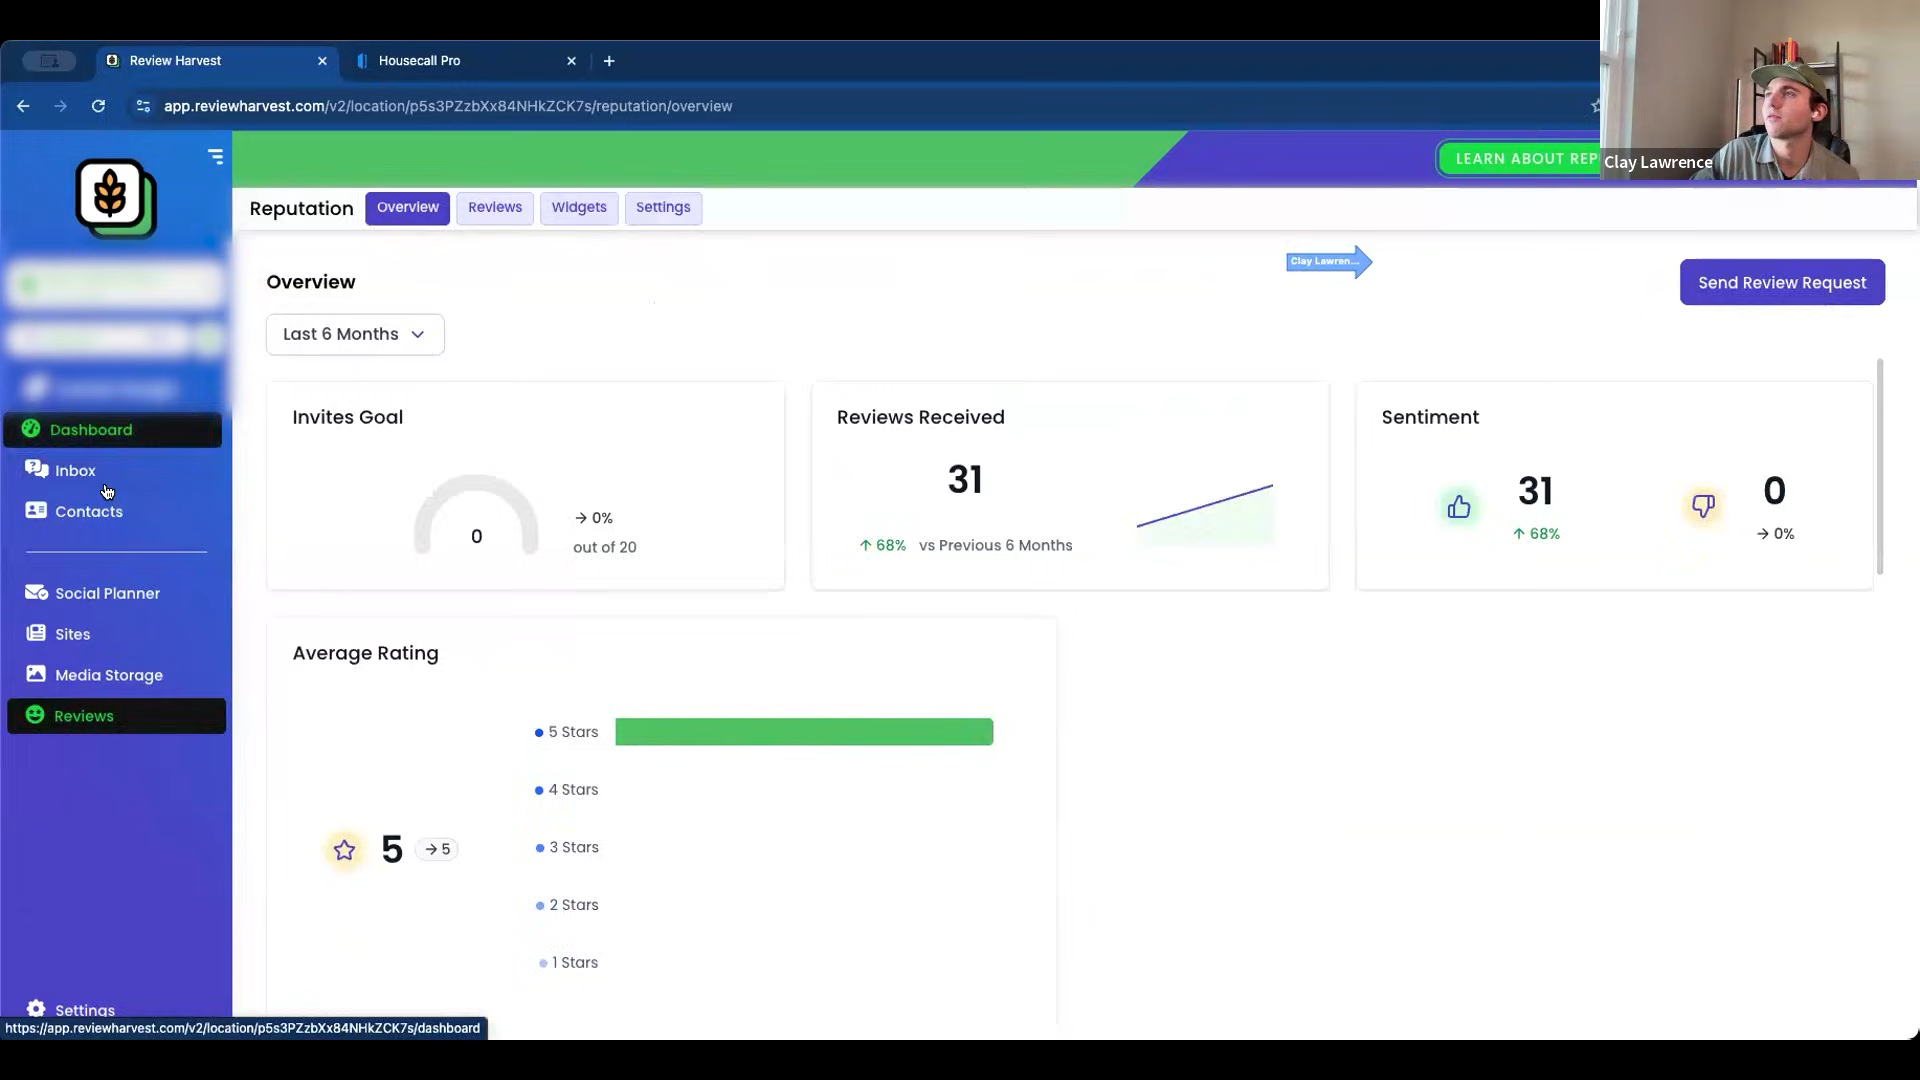 Review Harvest
Housecall Pro
app.reviewharvest.com/v2/location/p5s3PZzbXx84NHkZCK7s/reputation/overview
LEARN ABOUT REP
Clay Lawrence
Reputation
Overview
Reviews
Widgets
Settings
Clay Lawren...
Overview
Send Review Request
Last 6 Months
Dashboard
Inbox
Contacts
Social Planner
Sites
Media Storage
Reviews
Settings
Invites Goal
0
→ 0%
out of 20
Reviews Received
31
↑ 68% vs Previous 6 Months
Sentiment
31
↑ 68%
0
→ 0%
Average Rating
5 → 5
5 Stars
4 Stars
3 Stars
2 Stars
1 Stars
https://app.reviewharvest.com/v2/location/p5s3PZzbXx84NHkZCK7s/dashboard